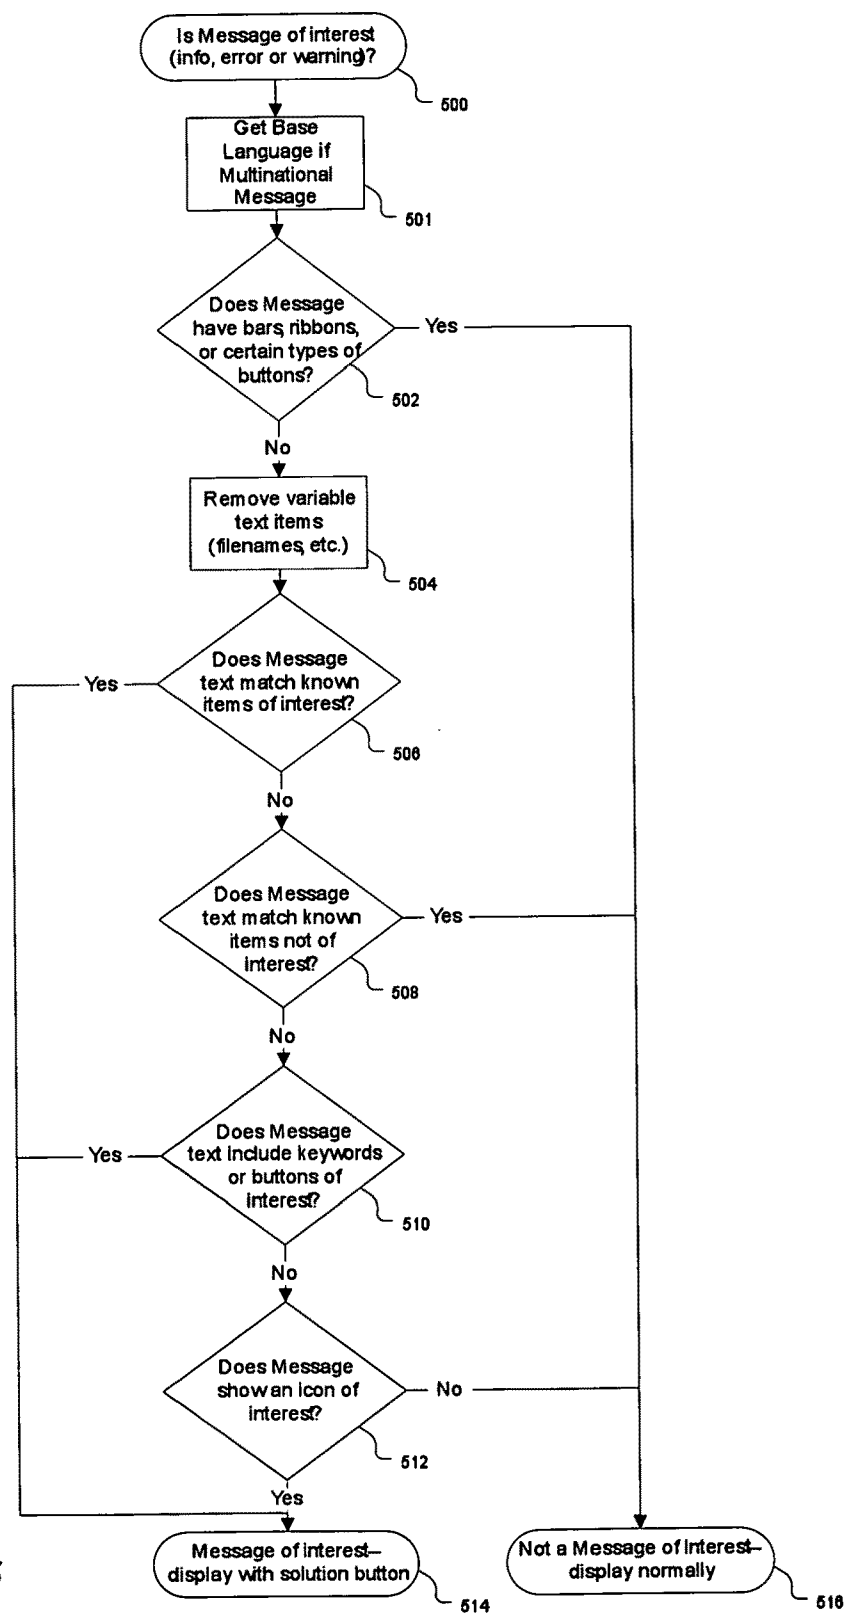 Is Message of interest
(info, error or warning)?
500
Get Base
Language if
Multinational
Message
501
Does Message
have bars, ribbons,
or certain types of
buttons?
Yes
502
No
Remove variable
text items
(filenames, etc.)
504
Does Message
text match known
items of interest?
Yes
506
No
Does Message
text match known
items not of
interest?
Yes
508
No
Does Message
text include keywords
or buttons of
interest?
Yes
510
No
Does Message
show an icon of
interest?
No
512
Yes
Message of interest–
display with solution button
514
Not a Message of Interest–
display normally
516